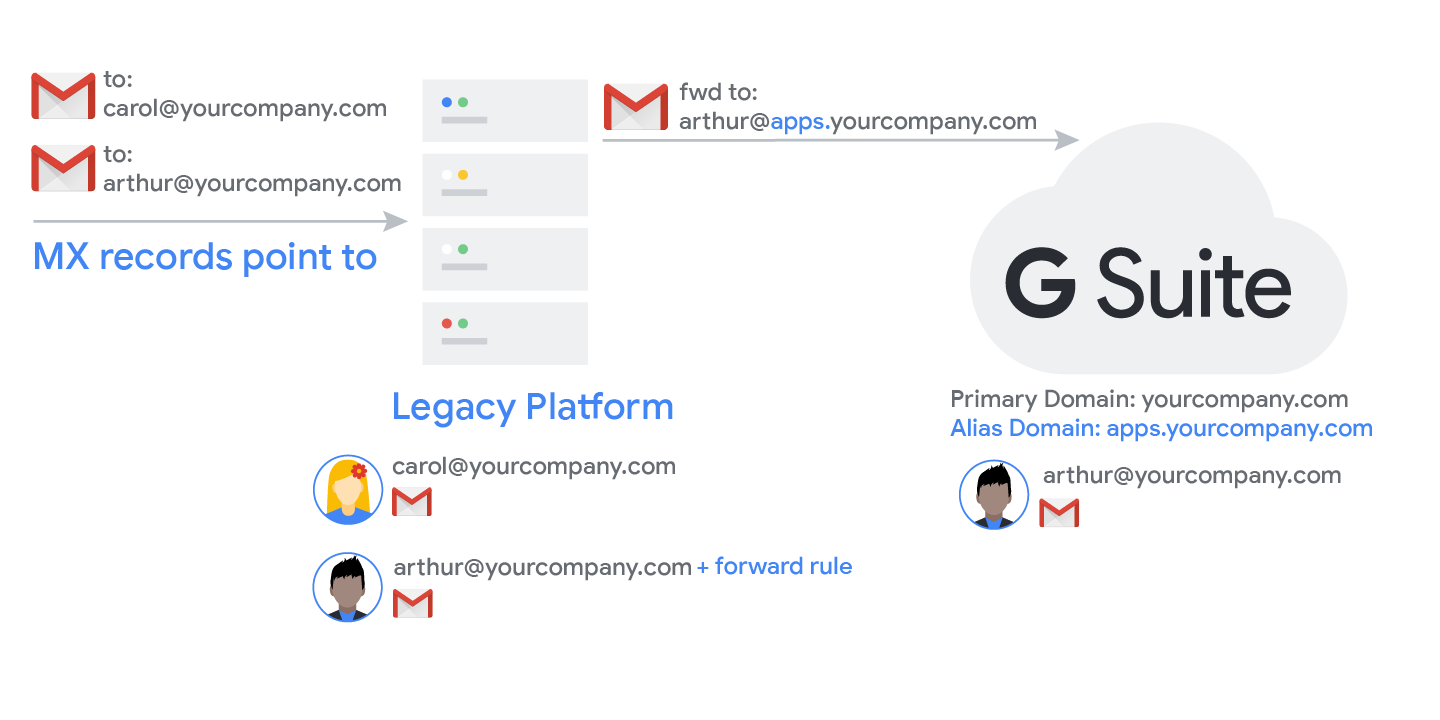 to:
carol@yourcompany.com
to:
arthur@yourcompany.com
MX records point to
fwd to:
arthur@apps.yourcompany.com
G Suite
Legacy Platform
Primary Domain: yourcompany.com
Alias Domain: apps.yourcompany.com
carol@yourcompany.com
arthur@yourcompany.com + forward rule
arthur@yourcompany.com